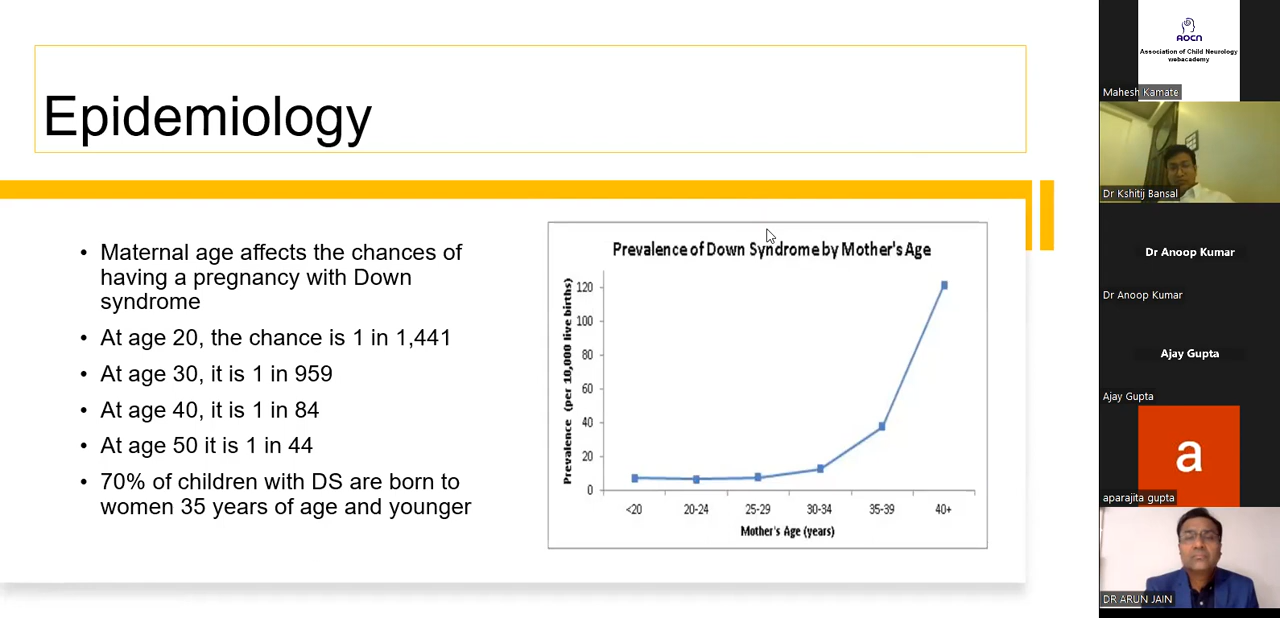 Epidemiology
• Maternal age affects the chances of
having a pregnancy with Down
syndrome
• At age 20, the chance is 1 in 1,441
• At age 30, it is 1 in 959
• At age 40, it is 1 in 84
• At age 50 it is 1 in 44
• 70% of children with DS are born to
women 35 years of age and younger
Prevalence of Down Syndrome by Mother's Age
Prevalence (per 10,000 live births)
120
100
80
60
40
20
0
<20 20-24 25-29 30-34 35-39 40+
Mother's Age (years)
AOCN
Association of Child Neurology
webacademy
Mahesh Kamate
Dr Kshitij Bansal
Dr Anoop Kumar
Dr Anoop Kumar
Ajay Gupta
Ajay Gupta
a
aparajita gupta
DR ARUN JAIN